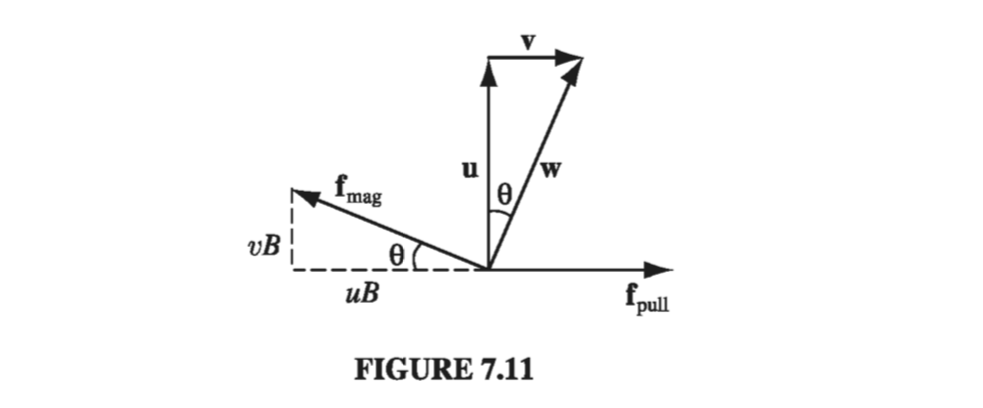 v
u
w
θ
f_mag
vB
θ
uB
f_pull
FIGURE 7.11